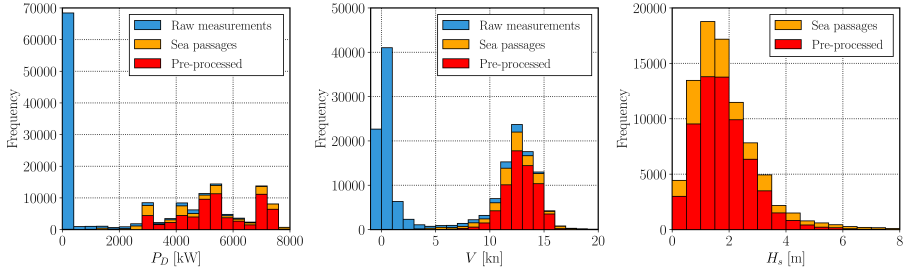 Raw measurements
Sea passages
Pre-processed
Frequency
70000
60000
50000
40000
30000
20000
10000
0
0 2000 4000 6000 8000
P_D [kW]
Raw measurements
Sea passages
Pre-processed
Frequency
50000
40000
30000
20000
10000
0
0 5 10 15 20
V [kn]
Sea passages
Pre-processed
Frequency
20000
15000
10000
5000
0
0 2 4 6 8
H_s [m]